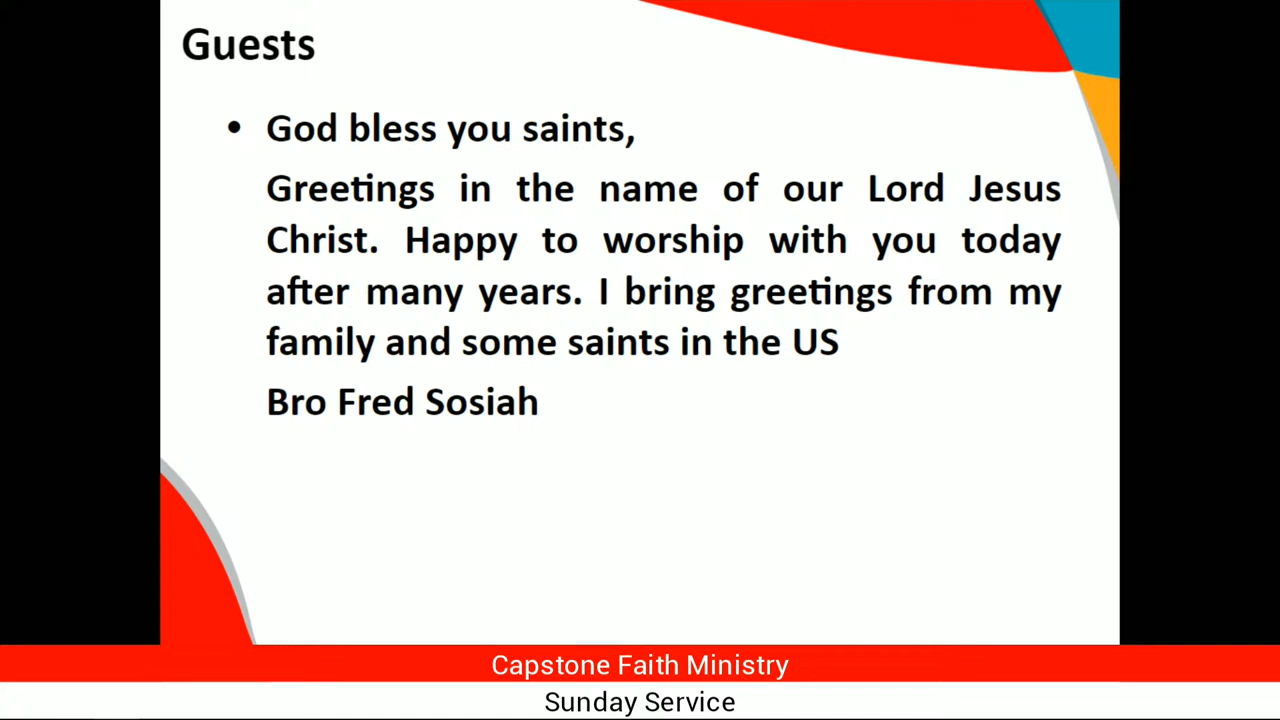 Guests
• God bless you saints,
Greetings in the name of our Lord Jesus
Christ. Happy to worship with you today
after many years. I bring greetings from my
family and some saints in the US
Bro Fred Sosiah
Capstone Faith Ministry
Sunday Service